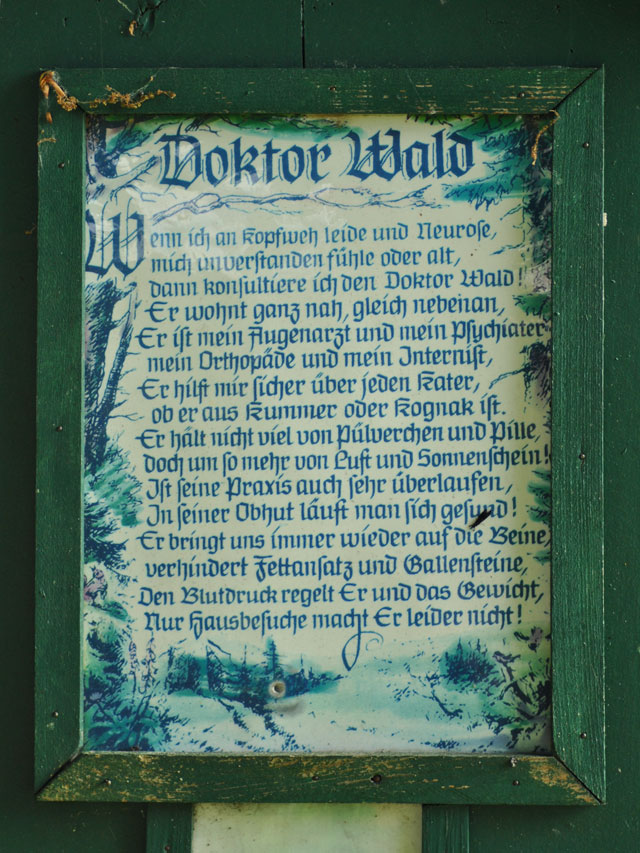 Doktor Wald
Wenn ich an Kopfweh leide und Neurose,
mich unverstanden fühle oder alt,
dann konsultiere ich den Doktor Wald!
Er wohnt ganz nah, gleich nebenan,
Er ist mein Augenarzt und mein Psychiater
mein Orthopäde und mein Internist,
Er hilft mir sicher über jeden Kater,
ob er aus Kummer oder Kognak ist.
Er hält nicht viel von Pülverchen und Pille,
doch um so mehr von Luft und Sonnenschein!
Ist seine Praxis auch sehr überlaufen,
In seiner Obhut läuft man sich gesund!
Er bringt uns immer wieder auf die Beine,
verhindert Fettansatz und Gallensteine,
Den Blutdruck regelt Er und das Gewicht,
Nur Hausbesuche macht Er leider nicht!